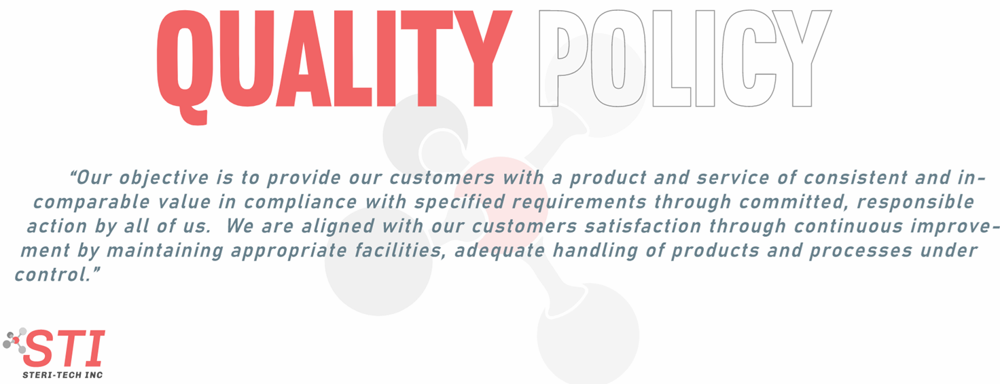 QUALITY POLICY
“Our objective is to provide our customers with a product and service of consistent and in-
comparable value in compliance with specified requirements through committed, responsible
action by all of us.  We are aligned with our customers satisfaction through continuous improve-
ment by maintaining appropriate facilities, adequate handling of products and processes under
control.”
STI
STERI-TECH INC